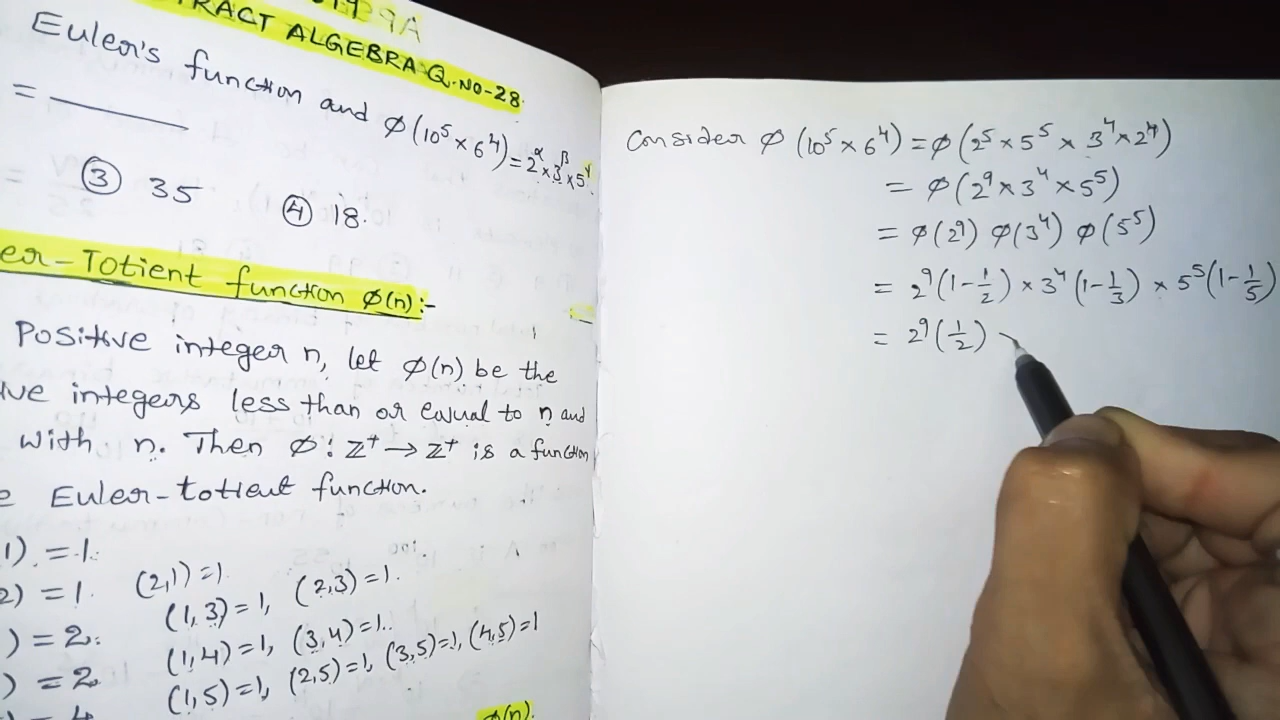 ALGEBRA Q.NO-28
Euler's function and ϕ(10⁵×6⁴)=2^α×3^β×5^γ
= ______
③ 35 ④ 18.
er-Totient function ϕ(n):-
Positive integer n, let ϕ(n) be the
ive integers less than or equal to n and
with n. Then ϕ: Z⁺→Z⁺ is a function
Euler-totient function.
1) = 1.
2) = 1. (2,1)=1
) = 2. (1,3)=1, (2,3)=1.
) = 2 (1,4)=1, (3,4)=1.
(1,5)=1, (2,5)=1, (3,5)=1, (4,5)=1
ϕ(n).
Consider ϕ(10⁵×6⁴)=ϕ(2⁵×5⁵×3⁴×2⁴)
= ϕ(2⁹×3⁴×5⁵)
= ϕ(2⁹) ϕ(3⁴) ϕ(5⁵)
= 2⁹(1-1/2)×3⁴(1-1/3)×5⁵(1-1/5)
= 2⁹(1/2)